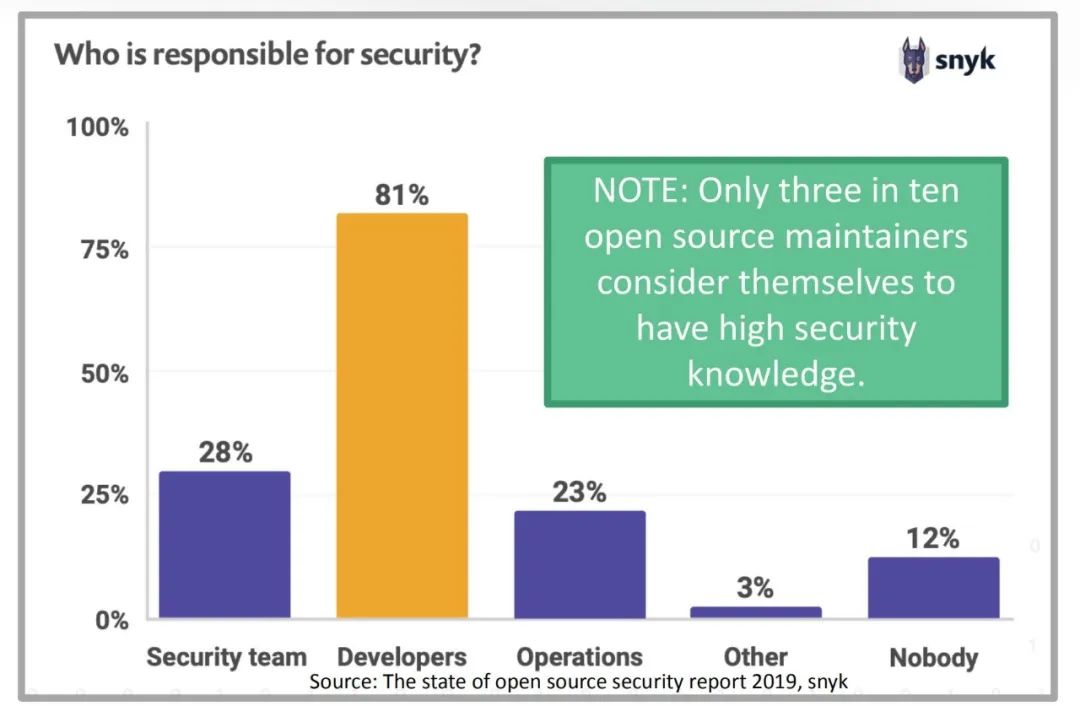 Who is responsible for security?
snyk
100%
75%
50%
25%
0%
28%
81%
23%
3%
12%
NOTE: Only three in ten
open source maintainers
consider themselves to
have high security
knowledge.
Security team
Developers
Operations
Other
Nobody
Source: The state of open source security report 2019, snyk